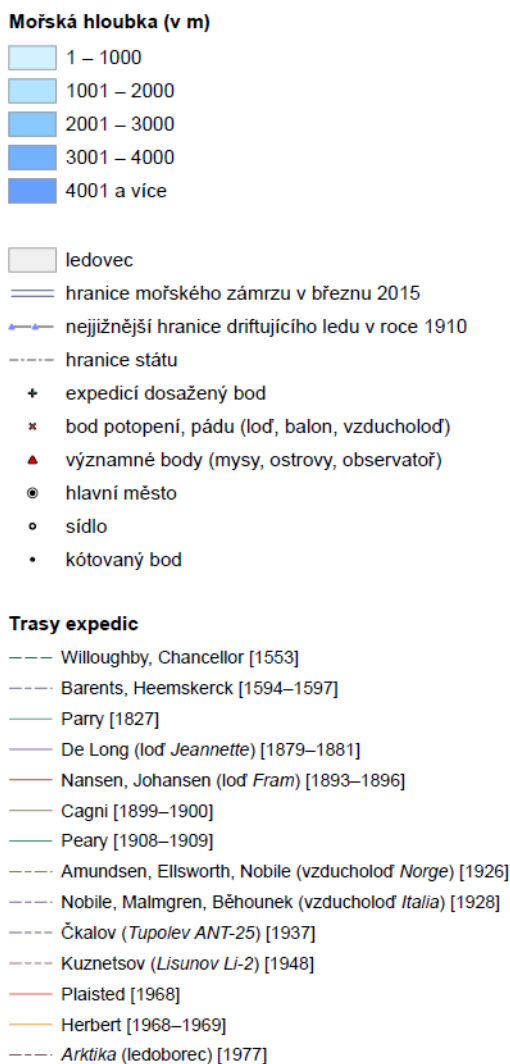 Mořská hloubka (v m)
1 – 1000
1001 – 2000
2001 – 3000
3001 – 4000
4001 a více
ledovec
hranice mořského zámrzu v březnu 2015
nejjižnější hranice driftujícího ledu v roce 1910
hranice státu
expedicí dosažený bod
bod potopení, pádu (loď, balon, vzducholoď)
významné body (mysy, ostrovy, observatoř)
hlavní město
sídlo
kótovaný bod
Trasy expedic
Willoughby, Chancellor [1553]
Barents, Heemskerck [1594–1597]
Parry [1827]
De Long (loď Jeannette) [1879–1881]
Nansen, Johansen (loď Fram) [1893–1896]
Cagni [1899–1900]
Peary [1908–1909]
Amundsen, Ellsworth, Nobile (vzducholoď Norge) [1926]
Nobile, Malmgren, Běhounek (vzducholoď Italia) [1928]
Čkalov (Tupolev ANT-25) [1937]
Kuznetsov (Lisunov Li-2) [1948]
Plaisted [1968]
Herbert [1968–1969]
Arktika (ledoborec) [1977]